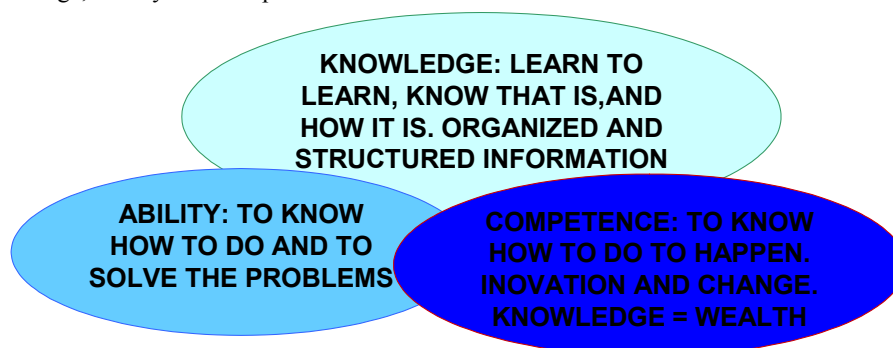 KNOWLEDGE: LEARN TO
LEARN, KNOW THAT IS,AND
HOW IT IS. ORGANIZED AND
STRUCTURED INFORMATION
ABILITY: TO KNOW
HOW TO DO AND TO
SOLVE THE PROBLEMS
COMPETENCE: TO KNOW
HOW TO DO TO HAPPEN.
INOVATION AND CHANGE.
KNOWLEDGE = WEALTH